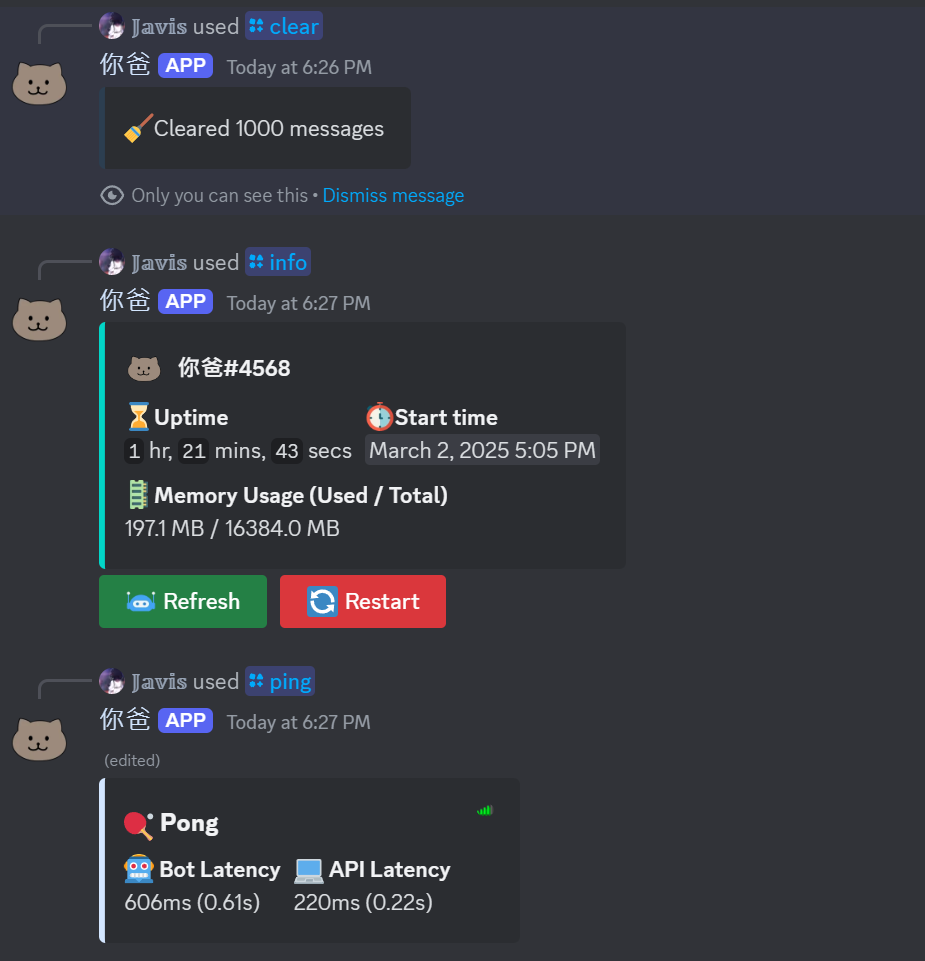 𝕁𝕒𝕧𝕚𝕤 used clear
你爸 APP Today at 6:26 PM
🧹Cleared 1000 messages
Only you can see this • Dismiss message
𝕁𝕒𝕧𝕚𝕤 used info
你爸 APP Today at 6:27 PM
你爸#4568
⏳Uptime ⏱️Start time
1 hr, 21 mins, 43 secs March 2, 2025 5:05 PM
Memory Usage (Used / Total)
197.1 MB / 16384.0 MB
Refresh 🔄Restart
𝕁𝕒𝕧𝕚𝕤 used ping
你爸 APP Today at 6:27 PM
(edited)
🏓Pong
🤖Bot Latency 💻API Latency
606ms (0.61s) 220ms (0.22s)